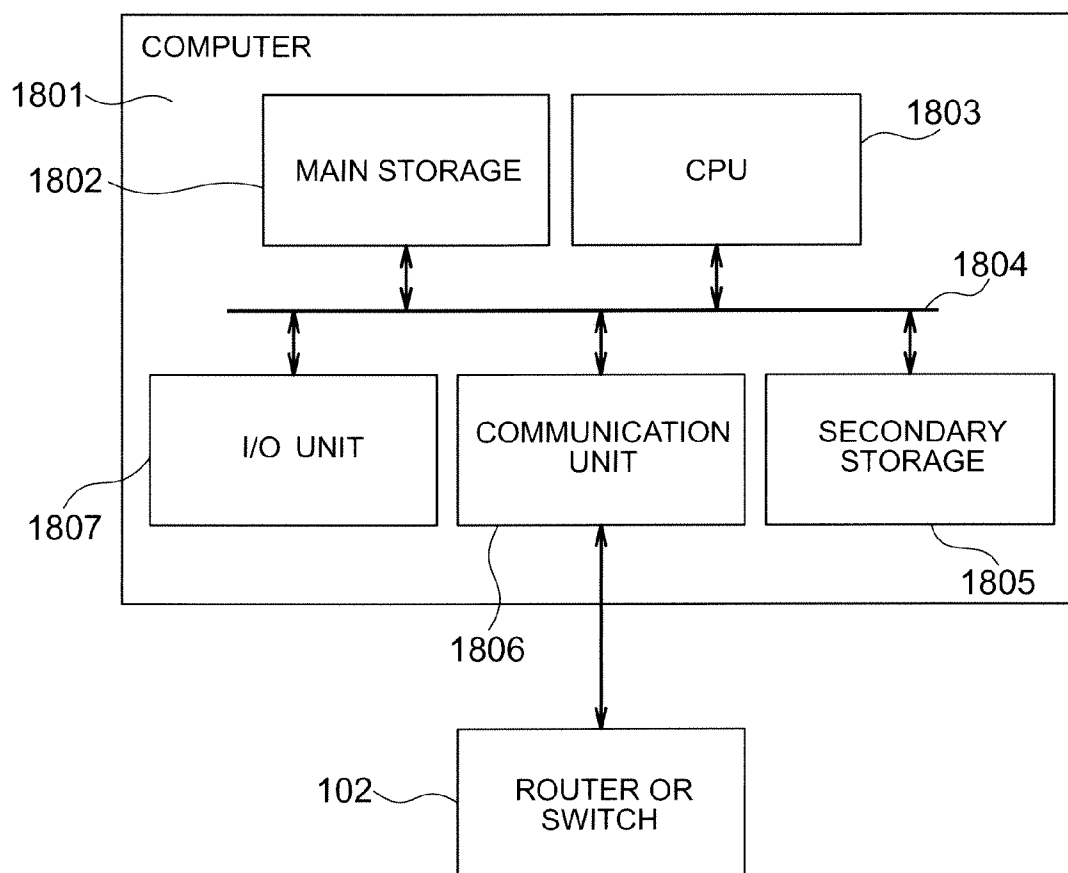 COMPUTER
1801
1803
1802
MAIN STORAGE
CPU
1804
I/O UNIT
COMMUNICATION
UNIT
SECONDARY
STORAGE
1807
1805
1806
102
ROUTER OR
SWITCH